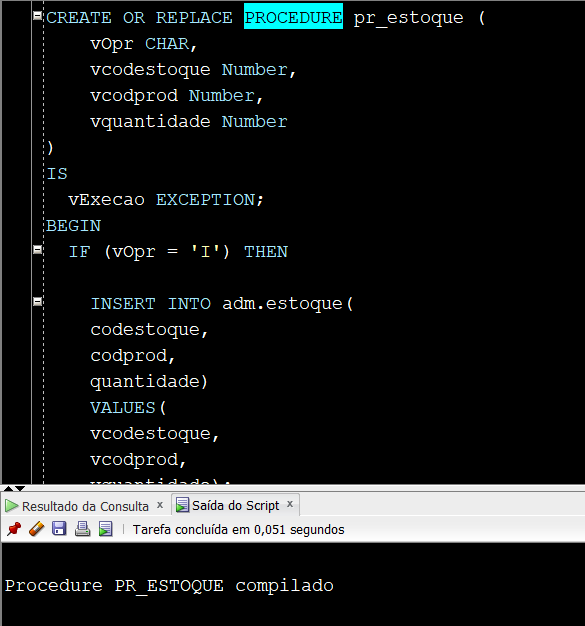 CREATE OR REPLACE PROCEDURE pr_estoque (
vOpr CHAR,
vcodestoque Number,
vcodprod Number,
vquantidade Number
)
IS
vExecao EXCEPTION;
BEGIN
IF (vOpr = 'I') THEN
INSERT INTO adm.estoque(
codestoque,
codprod,
quantidade)
VALUES(
vcodestoque,
vcodprod,
vquantidade);
Resultado da Consulta x Saída do Script x
Tarefa concluída em 0,051 segundos
Procedure PR_ESTOQUE compilado